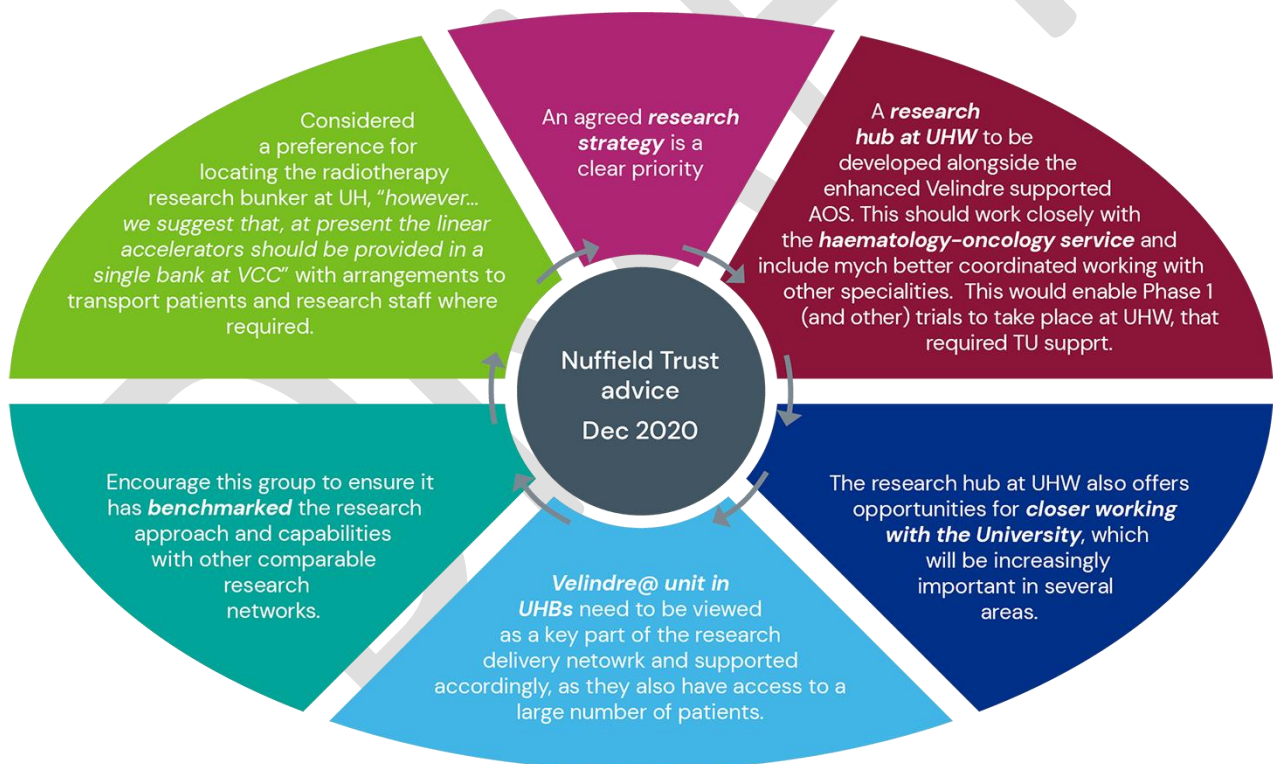 An agreed research
strategy is a
clear priority
A research
hub at UHW to be
developed alongside the
enhanced Velindre supported
AOS. This should work closely with
the haematology-oncology service and
include mych better coordinated working with
other specialities. This would enable Phase 1
(and other) trials to take place at UHW, that
required TU supprt.
The research hub at UHW also offers
opportunities for closer working
with the University, which
will be increasingly
important in several
areas.
Velindre@ unit in
UHBs need to be viewed
as a key part of the research
delivery netowrk and supported
accordingly, as they also have access to a
large number of patients.
Encourage this group to ensure it
has benchmarked the research
approach and capabilities
with other comparable
research
networks.
Considered
a preference for
locating the radiotherapy
research bunker at UH, "however...
we suggest that, at present the linear
accelerators should be provided in a
single bank at VCC" with arrangements to
transport patients and research staff where
required.
Nuffield Trust
advice
Dec 2020